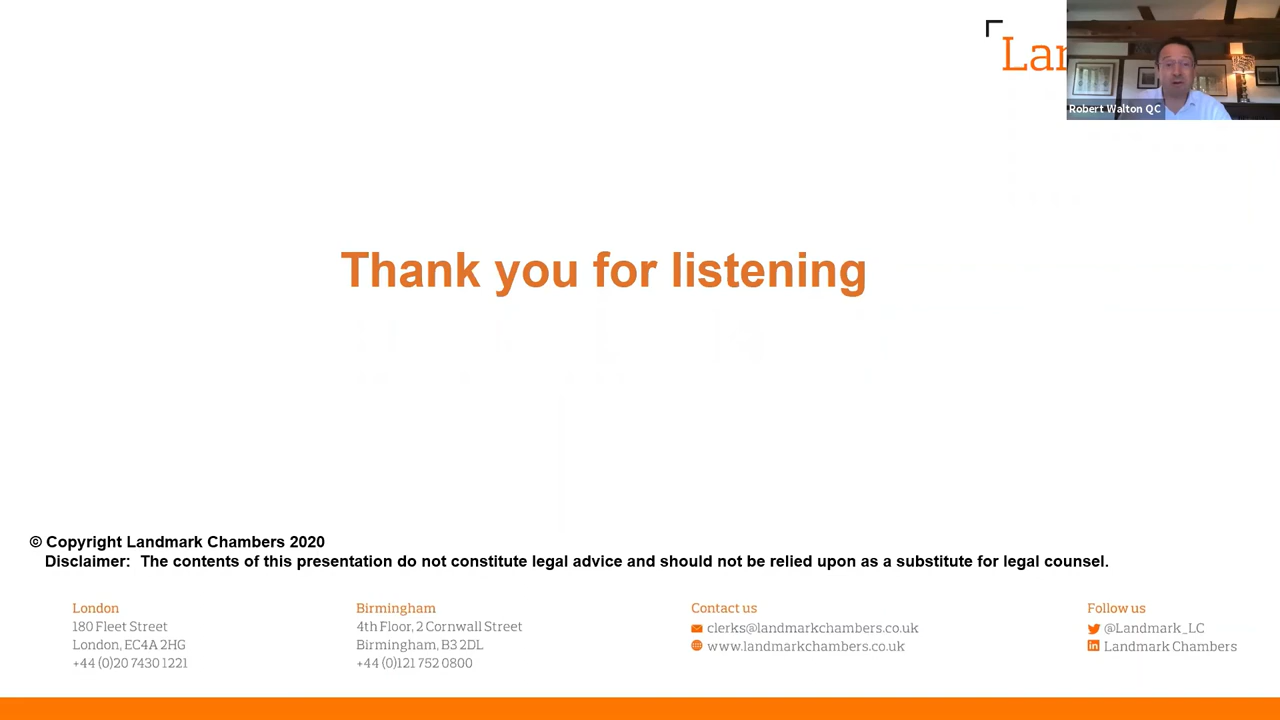 Lan
Robert Walton QC
Thank you for listening
© Copyright Landmark Chambers 2020
Disclaimer: The contents of this presentation do not constitute legal advice and should not be relied upon as a substitute for legal counsel.
London
180 Fleet Street
London, EC4A 2HG
+44 (0)20 7430 1221
Birmingham
4th Floor, 2 Cornwall Street
Birmingham, B3 2DL
+44 (0)121 752 0800
Contact us
clerks@landmarkchambers.co.uk
www.landmarkchambers.co.uk
Follow us
@Landmark_LC
Landmark Chambers